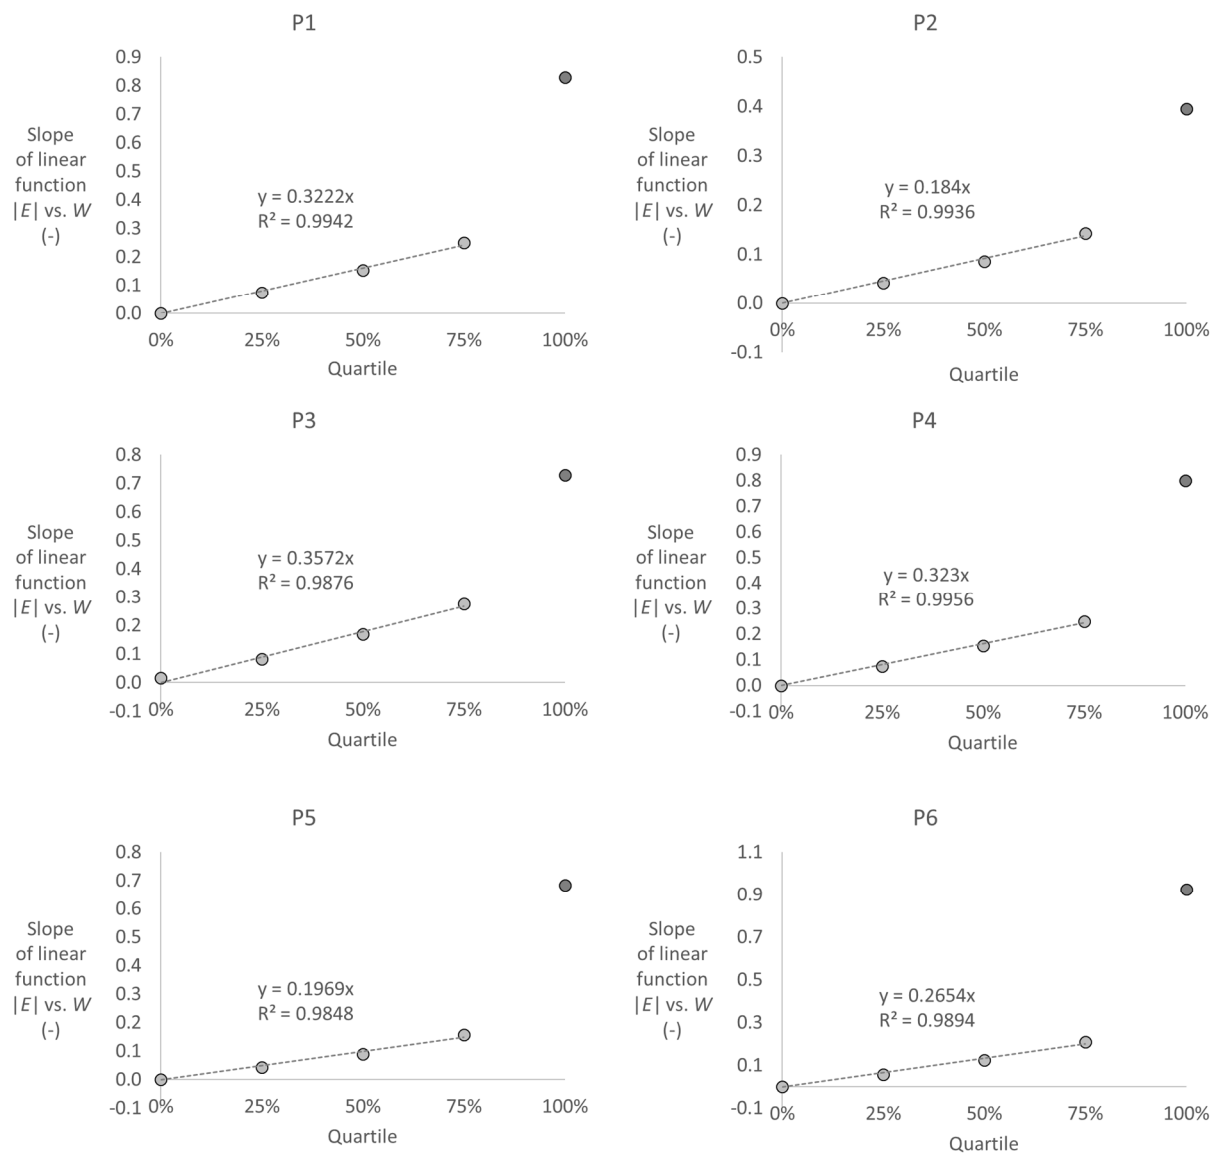 P1
0.9
0.8
0.7
0.6
0.5
0.4
0.3
0.2
0.1
0.0
Slope
of linear
function
|E| vs. W
(-)
y = 0.3222x
R² = 0.9942
0%
25%
50%
75%
100%
Quartile
P2
0.5
0.4
0.3
0.2
0.1
0.0
-0.1
Slope
of linear
function
|E| vs. W
(-)
y = 0.184x
R² = 0.9936
0%
25%
50%
75%
100%
Quartile
P3
0.8
0.7
0.6
0.5
0.4
0.3
0.2
0.1
0.0
-0.1
Slope
of linear
function
|E| vs. W
(-)
y = 0.3572x
R² = 0.9876
0%
25%
50%
75%
100%
Quartile
P4
0.9
0.8
0.7
0.6
0.5
0.4
0.3
0.2
0.1
0.0
-0.1
Slope
of linear
function
|E| vs. W
(-)
y = 0.323x
R² = 0.9956
0%
25%
50%
75%
100%
Quartile
P5
0.8
0.7
0.6
0.5
0.4
0.3
0.2
0.1
0.0
-0.1
Slope
of linear
function
|E| vs. W
(-)
y = 0.1969x
R² = 0.9848
0%
25%
50%
75%
100%
Quartile
P6
1.1
0.9
0.7
0.5
0.3
0.1
-0.1
Slope
of linear
function
|E| vs. W
(-)
y = 0.2654x
R² = 0.9894
0%
25%
50%
75%
100%
Quartile